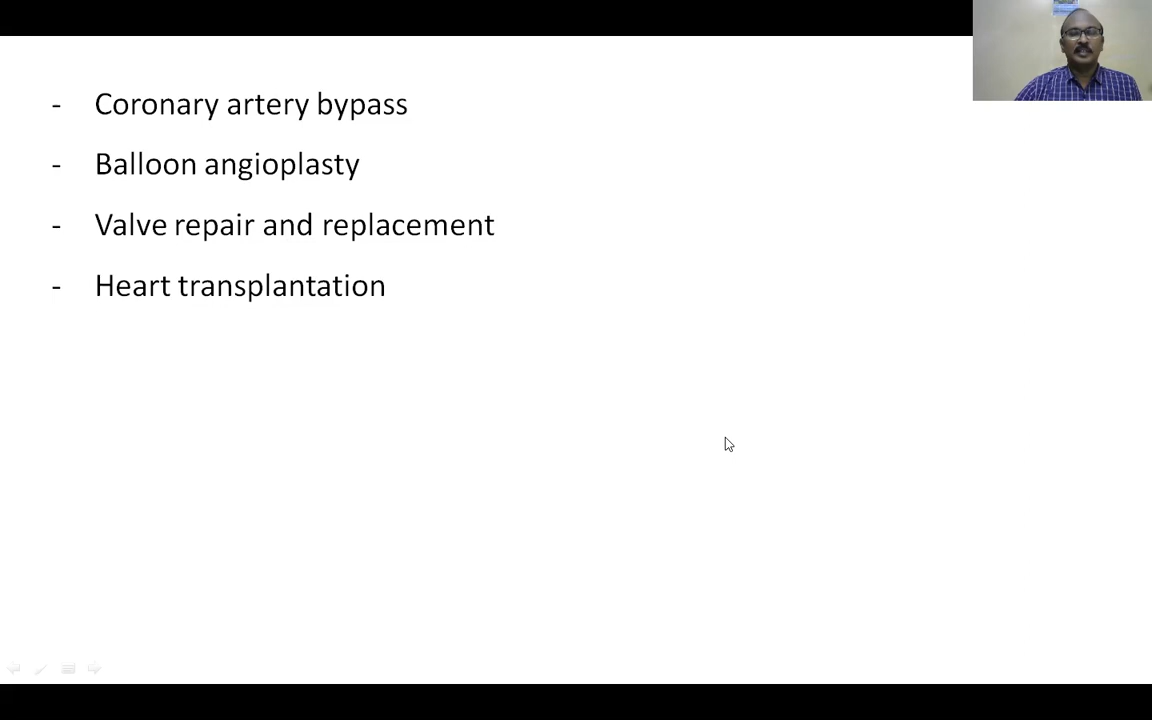 - Coronary artery bypass
- Balloon angioplasty
- Valve repair and replacement
- Heart transplantation